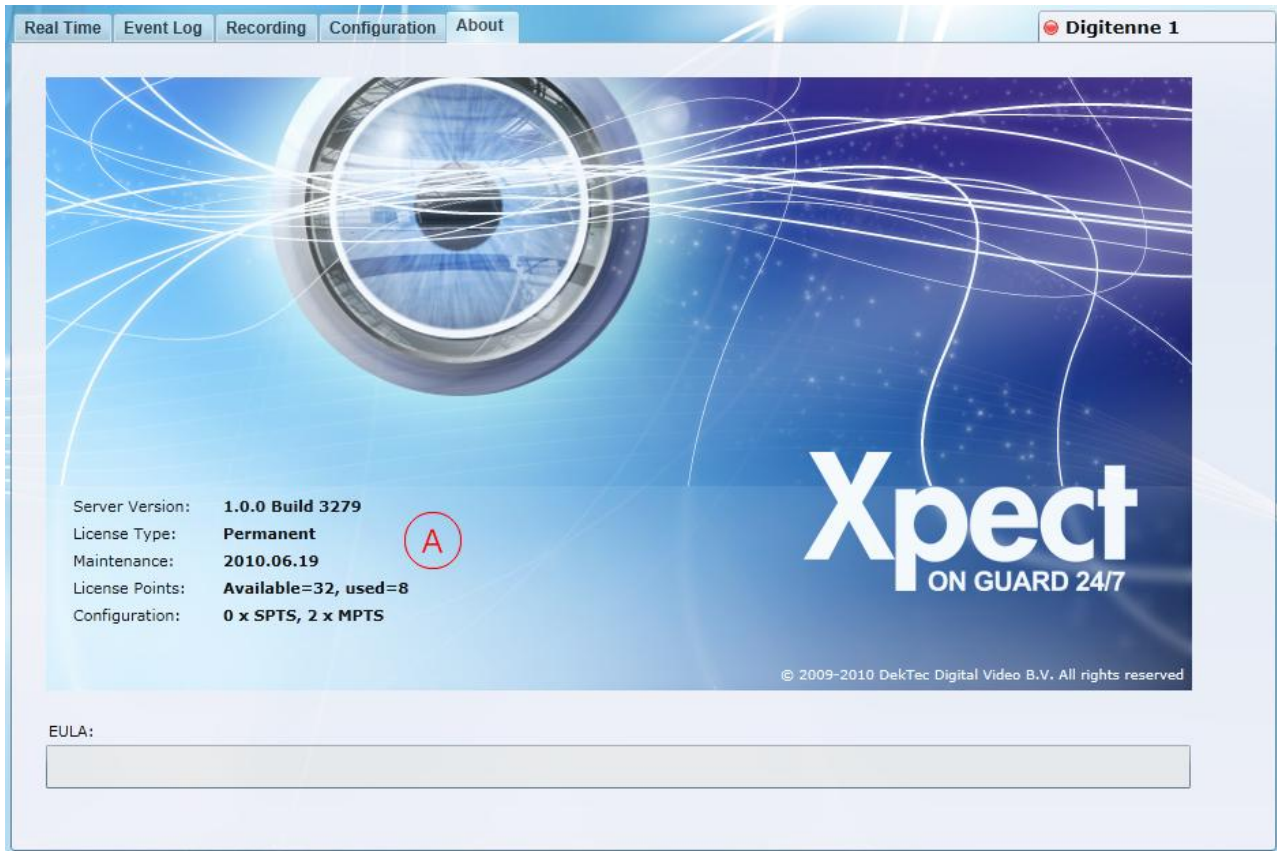 Real Time Event Log Recording Configuration About Digitenne 1
Server Version: 1.0.0 Build 3279
License Type: Permanent
Maintenance: 2010.06.19
License Points: Available=32, used=8
Configuration: 0 x SPTS, 2 x MPTS
A
Xpect
ON GUARD 24/7
© 2009-2010 DekTec Digital Video B.V. All rights reserved
EULA: